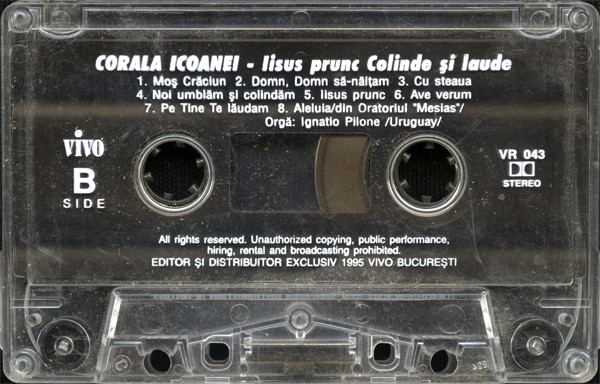 CORALA ICOANEI - Iisus prunc Colinde şi laude
1. Moş Crăciun 2. Domn, Domn să-nălţam 3. Cu steaua
4. Noi umblăm şi colindăm 5. Iisus prunc 6. Ave verum
7. Pe Tine Te lăudam 8. Aleluia/din Oratoriul "Mesias"/
Orgă: Ignatio Pilone /Uruguay/
vivo
B
SIDE
VR 043
STEREO
All rights reserved. Unauthorized copying, public performance,
hiring, rental and broadcasting prohibited.
EDITOR ŞI DISTRIBUITOR EXCLUSIV 1995 VIVO BUCUREŞTI